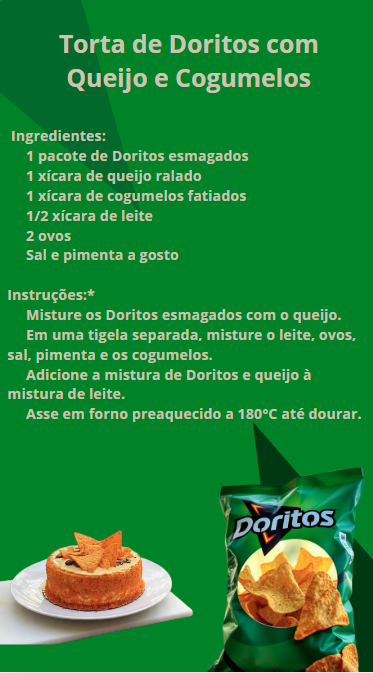 Torta de Doritos com
Queijo e Cogumelos
Ingredientes:
1 pacote de Doritos esmagados
1 xícara de queijo ralado
1 xícara de cogumelos fatiados
1/2 xícara de leite
2 ovos
Sal e pimenta a gosto
Instruções:*
Misture os Doritos esmagados com o queijo.
Em uma tigela separada, misture o leite, ovos,
sal, pimenta e os cogumelos.
Adicione a mistura de Doritos e queijo à
mistura de leite.
Asse em forno preaquecido a 180°C até dourar.
Doritos